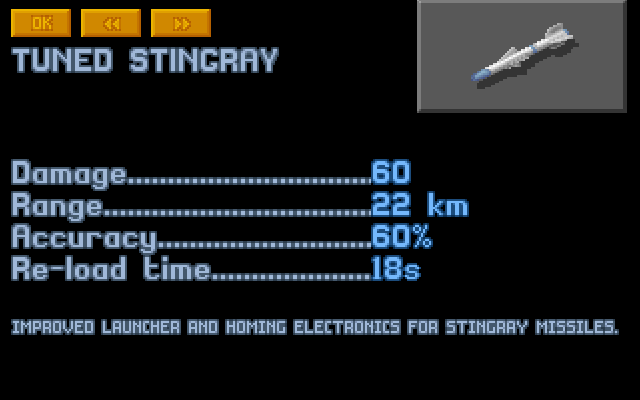 OK << >>
TUNED STINGRAY
Damage.............................60
Range................................22 km
Accuracy.........................60%
Re-load time...................18s
IMPROVED LAUNCHER AND HOMING ELECTRONICS FOR STINGRAY MISSILES.